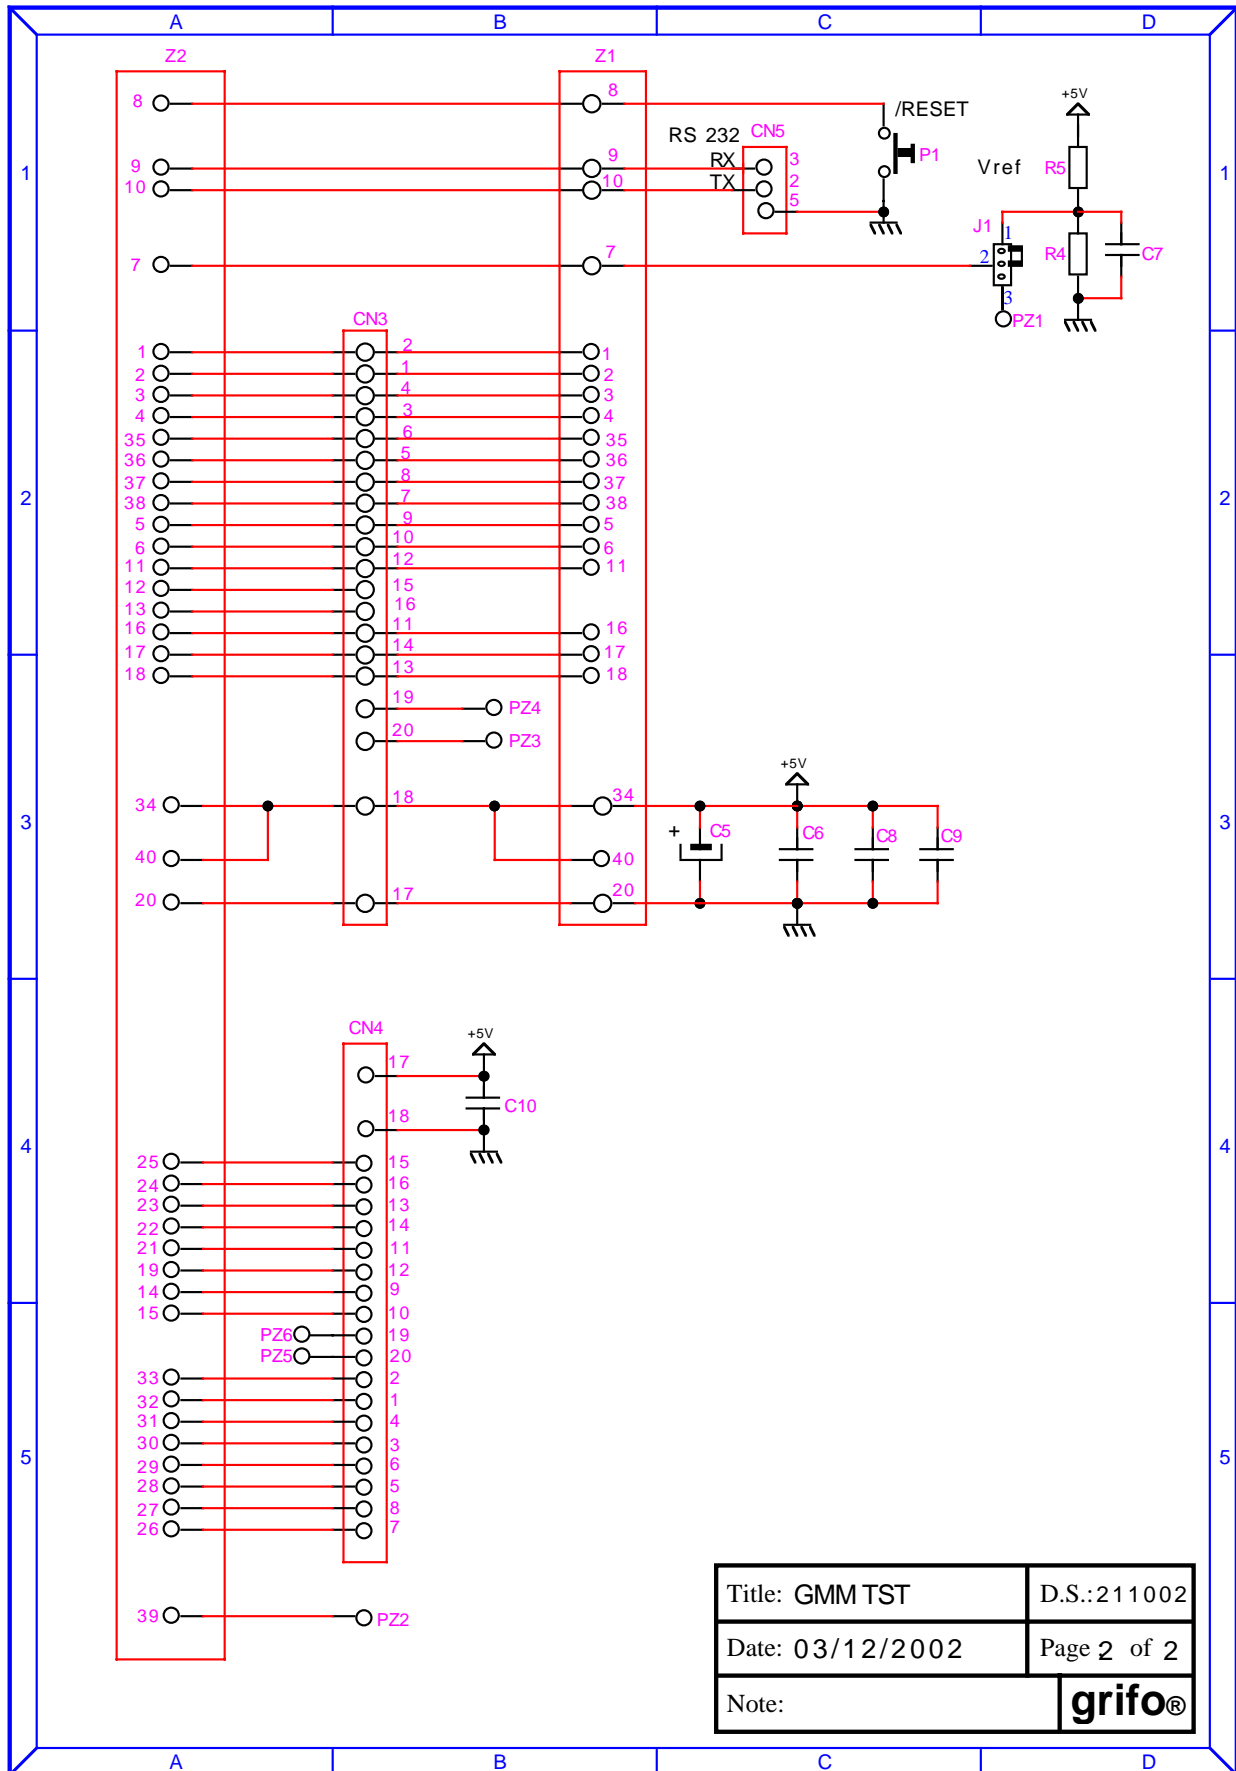 A B C D
Z2 Z1
8 8 /RESET +5V
RS 232 CN5
9 9 RX 3 P1 Vref R5
1 1
10 10 TX 2
5
J1 1
7 7 2 R4 C7
3
PZ1
CN3
1 2 1
2 1 2
3 4 3
4 3 4
35 6 35
36 5 36
37 8 37
2 2
38 7 38
5 9 5
6 10 6
11 12 11
12 15
13 16
16 11 16
17 14 17
18 13 18
19 PZ4
20 PZ3
+5V
34 18 34
3 + C5 C6 C8 C9 3
40 40
20 17 20
CN4 +5V
17
C10
18
4 4
25 15
24 16
23 13
22 14
21 11
19 12
14 9
15 10
PZ6 19
PZ5 20
33 2
32 1
31 4
30 3
5 5
29 6
28 5
27 8
26 7
39 PZ2
Title: GMM TST D.S.:211002
Date: 03/12/2002 Page 2 of 2
Note: grifo®
A B C D